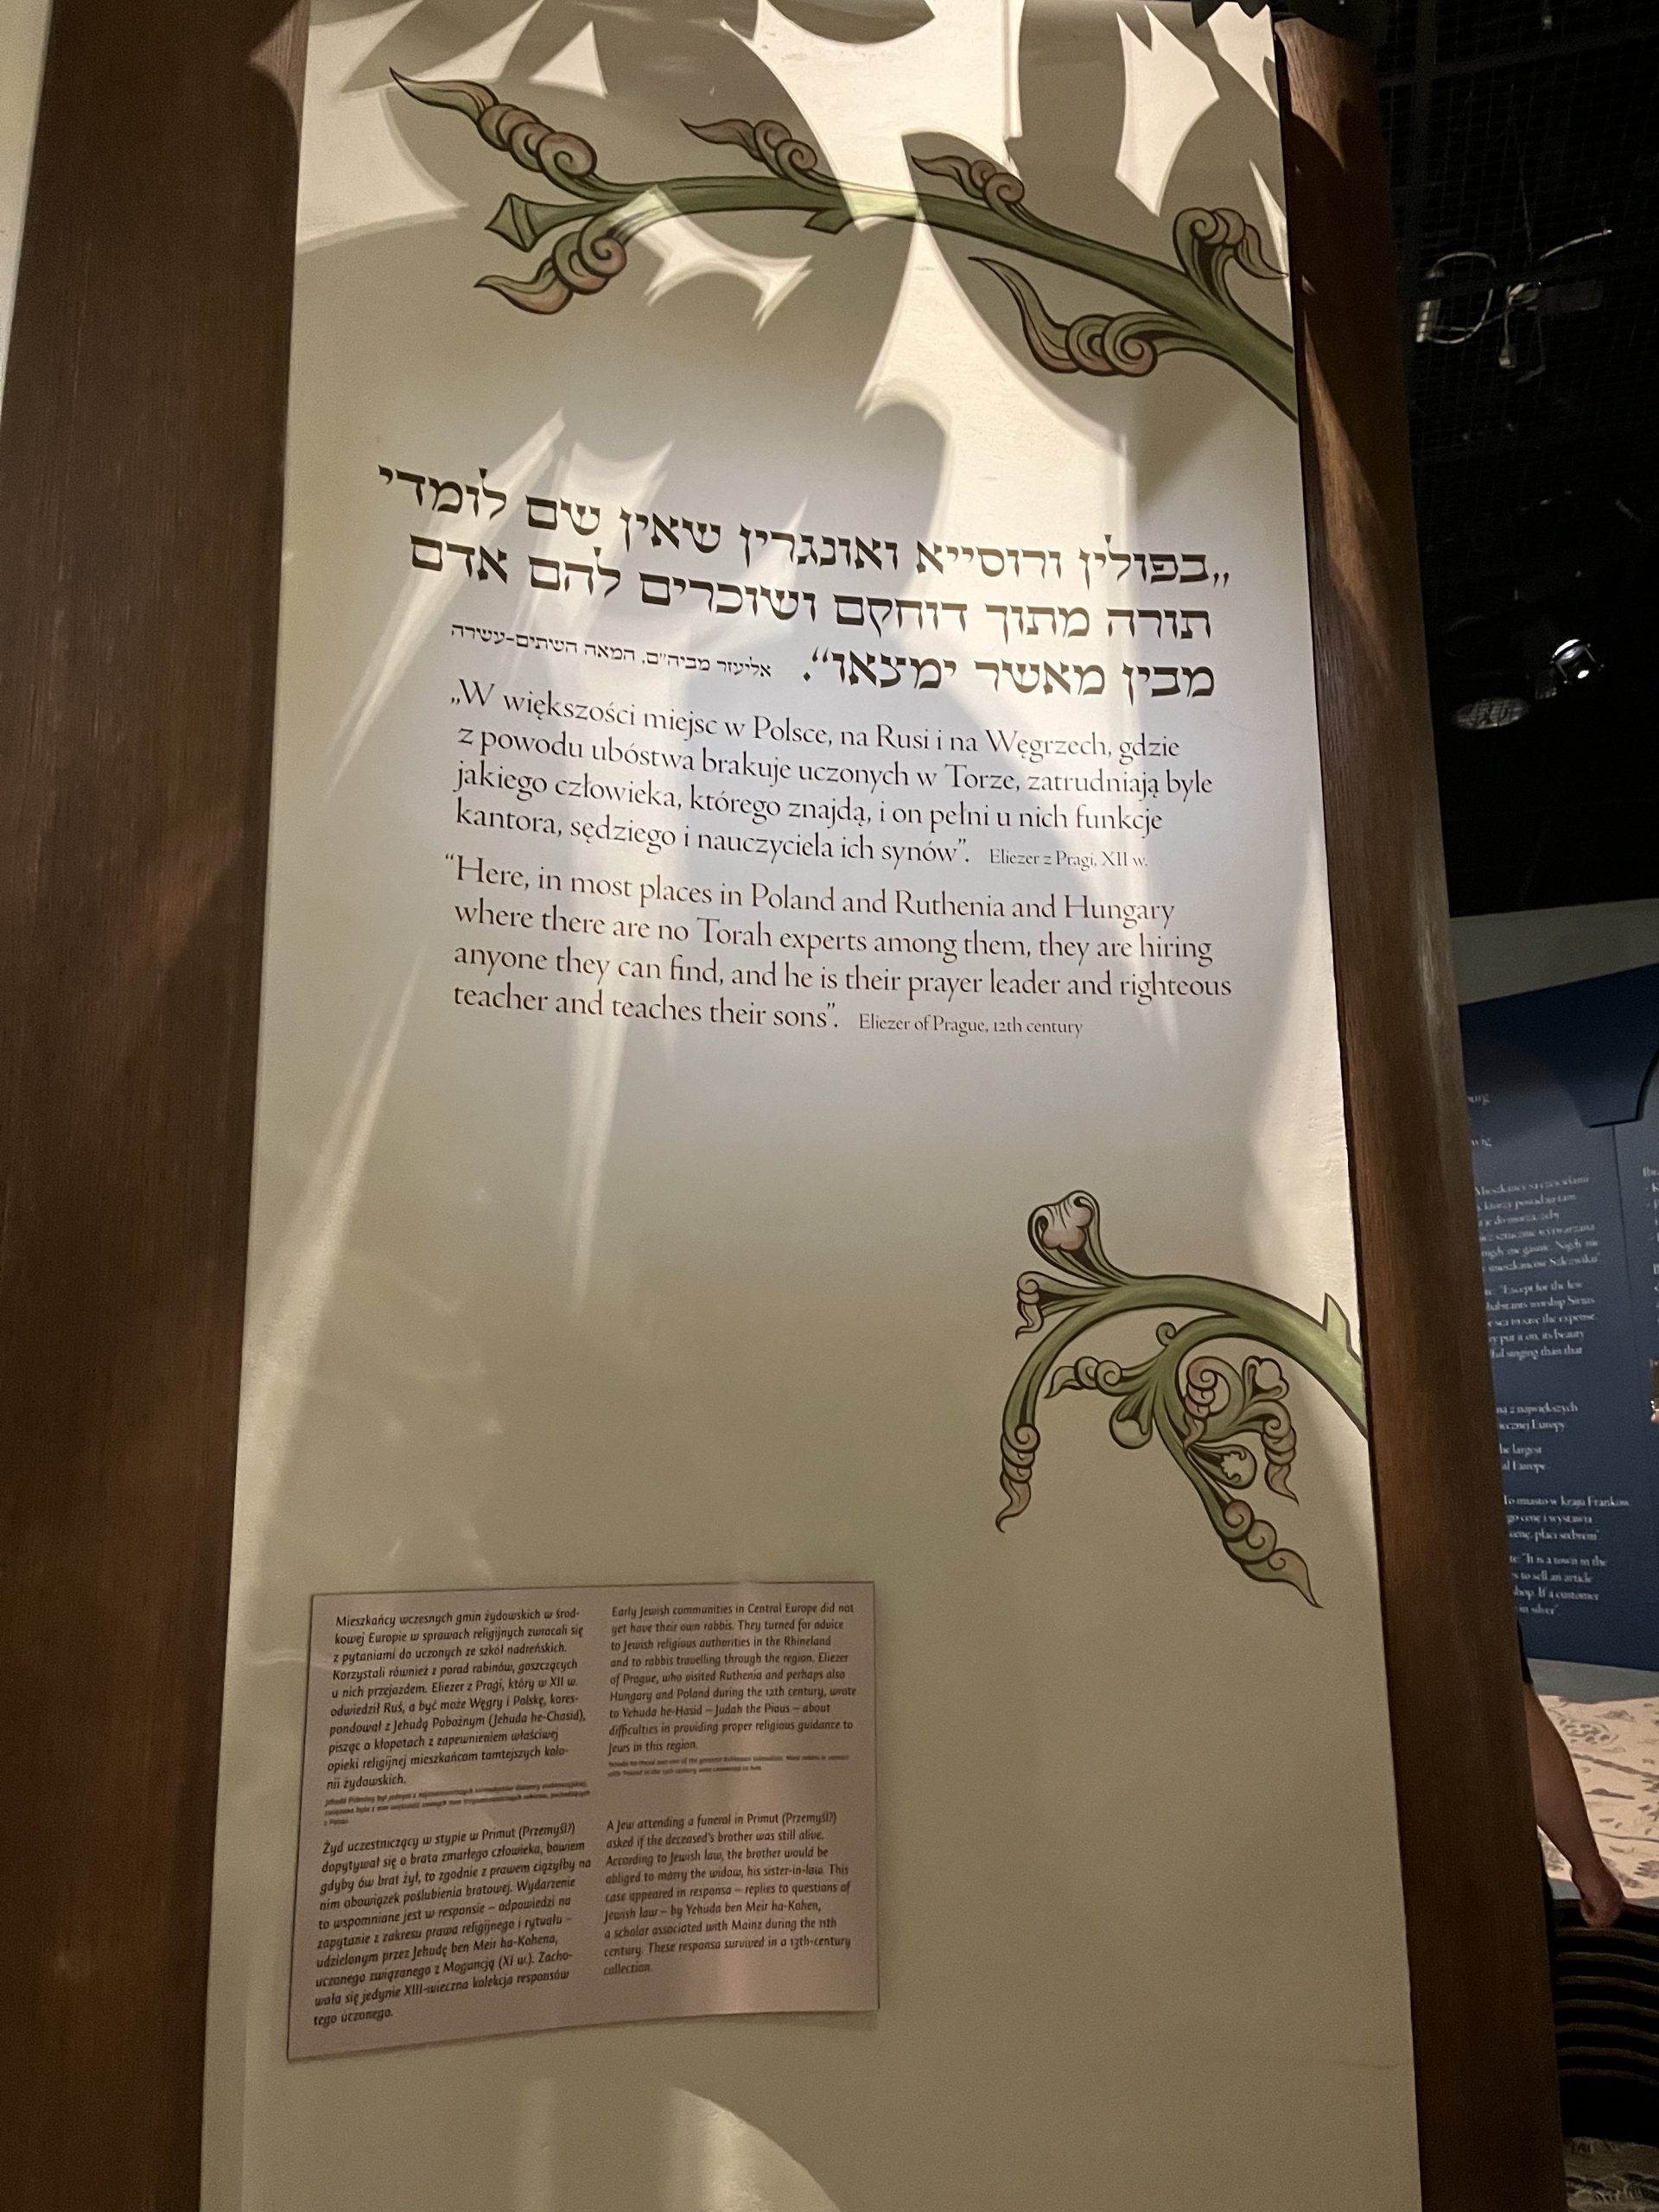 „בפולין ורוסייא ואונגרין שאין שם לומדי
תורה מתוך דוחקם ושוכרים להם אדם
מבין מאשר ימצאו“. אליעזר מביה״ם, המאה השתים-עשרה
„W większości miejsc w Polsce, na Rusi i na Węgrzech, gdzie
z powodu ubóstwa brakuje uczonych w Torze, zatrudniają byle
jakiego człowieka, którego znajdą, i on pełni u nich funkcje
kantora, sędziego i nauczyciela ich synów”. Eliezer z Pragi, XII w.
“Here, in most places in Poland and Ruthenia and Hungary
where there are no Torah experts among them, they are hiring
anyone they can find, and he is their prayer leader and righteous
teacher and teaches their sons”. Eliezer of Prague, 12th century
Mieszkańcy wczesnych gmin żydowskich w środ-
kowej Europie w sprawach religijnych zwracali się
z pytaniami do uczonych ze szkół nadreńskich.
Korzystali również z porad rabinów, goszczących
u nich przejazdem. Eliezer z Pragi, który w XII w.
odwiedził Ruś, a być może Węgry i Polskę, kores-
pondował z Jehudą Pobożnym (Jehuda he-Chasid),
pisząc o kłopotach z zapewnieniem właściwej
opieki religijnej mieszkańcom tamtejszych kolo-
nii żydowskich.
Żyd uczestniczący w stypie w Primut (Przemyśl?)
dopytywał się o brata zmarłego człowieka, bowiem
gdyby ów brat żył, to zgodnie z prawem ciążyłby na
nim obowiązek poślubienia bratowej. Wydarzenie
to wspomniane jest w responsie – odpowiedzi na
zapytanie z zakresu prawa religijnego i rytuału –
udzielonym przez Jehudę ben Meir ha-Kohena,
uczonego związanego z Moguncją (XI w.). Zacho-
wała się jedynie XIII-wieczna kolekcja responsów
tego uczonego.
Early Jewish communities in Central Europe did not
yet have their own rabbis. They turned for advice
to Jewish religious authorities in the Rhineland
and to rabbis travelling through the region. Eliezer
of Prague, who visited Ruthenia and perhaps also
Hungary and Poland during the 12th century, wrote
to Yehuda he-Hasid – Judah the Pious – about
difficulties in providing proper religious guidance to
Jews in this region.
A Jew attending a funeral in Primut (Przemyśl?)
asked if the deceased's brother was still alive.
According to Jewish law, the brother would be
obliged to marry the widow, his sister-in-law. This
case appeared in responsa – replies to questions of
Jewish law – by Yehuda ben Meir ha-Kohen,
a scholar associated with Mainz during the 11th
century. These responsa survived in a 13th-century
collection.